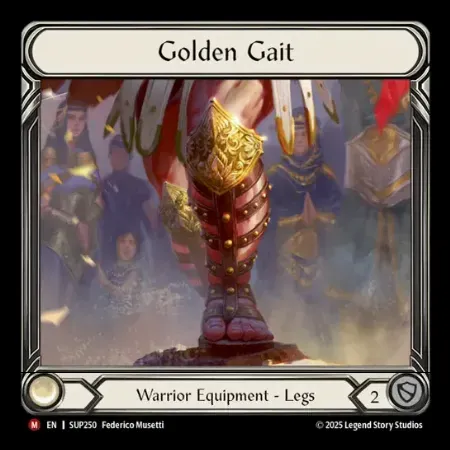 Golden Gait
Warrior Equipment - Legs
2
M EN | SUP250 Federico Musetti
© 2025 Legend Story Studios